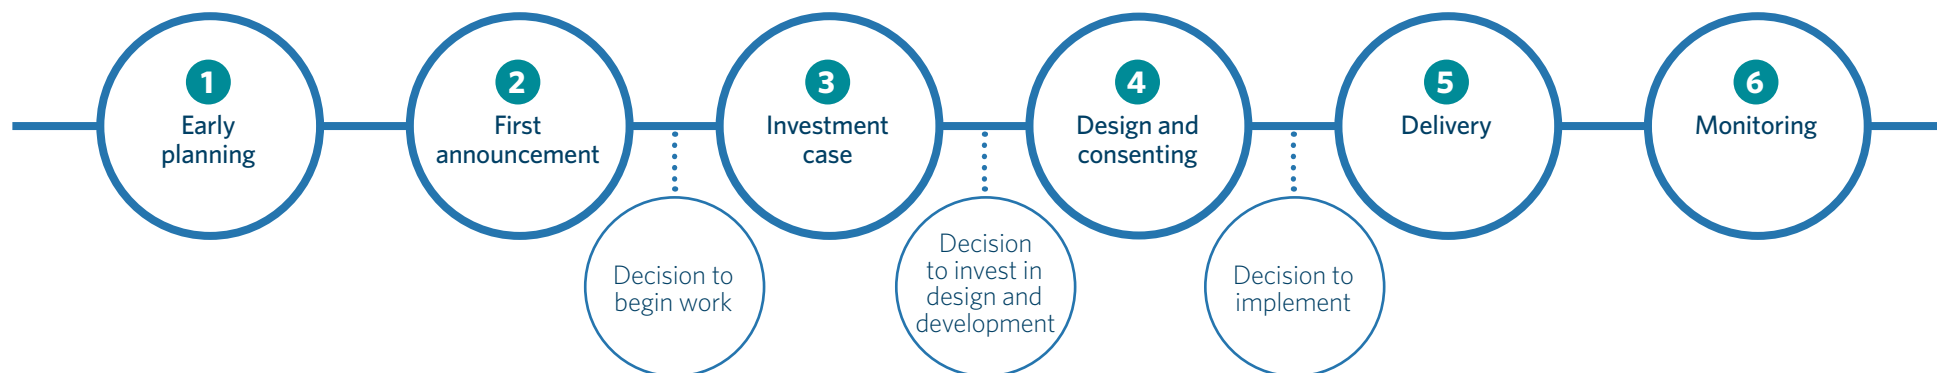 1
Early
planning
2
First
announcement
3
Investment
case
4
Design and
consenting
5
Delivery
6
Monitoring
Decision to
begin work
Decision
to invest in
design and
development
Decision to
implement